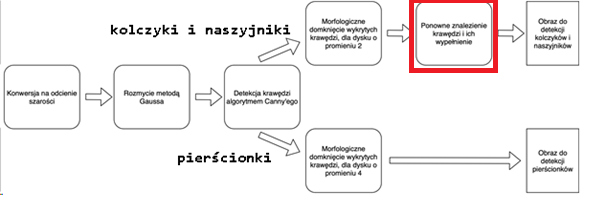 kolczyki i naszyjniki
Morfologiczne
domknięcie wykrytych
krawędzi, dla dysku o
promieniu 2
Ponowne znalezienie
krawędzi i ich
wypełnienie
Obraz do
detekcji
kolczyków i
naszyjników
Konwersja na odcienie
szarości
Rozmycie metodą
Gaussa
Detekcja krawędzi
algorytmem Canny'ego
pierścionki
Morfologiczne
domknięcie wykrytych
krawędzi, dla dysku o
promieniu 4
Obraz do
detekcji
pierścionków